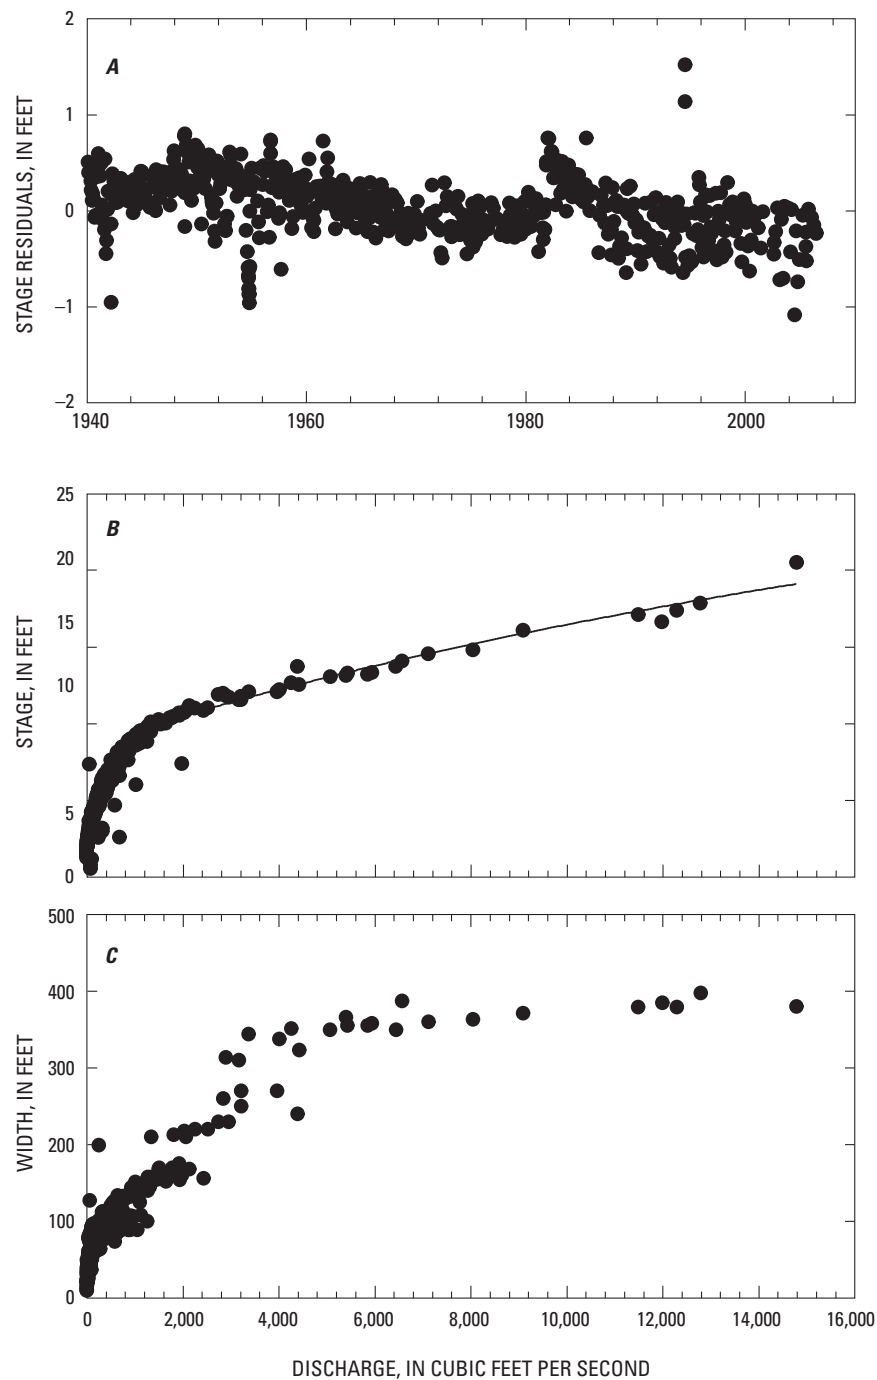 2
A
1
0
–1
–2
STAGE RESIDUALS, IN FEET
1940 1960 1980 2000
25
B
20
15
10
5
0
STAGE, IN FEET
500
C
400
300
200
100
0
WIDTH, IN FEET
0 2,000 4,000 6,000 8,000 10,000 12,000 14,000 16,000
DISCHARGE, IN CUBIC FEET PER SECOND